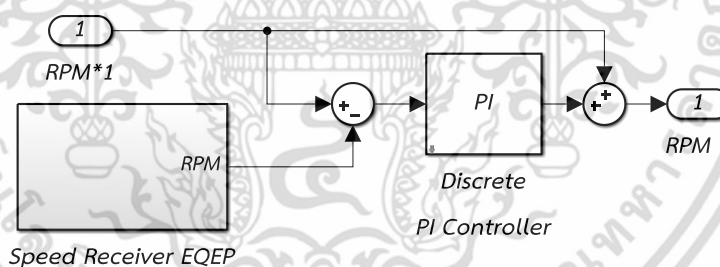 1
RPM*1
+
−
PI
+
+
1
RPM
RPM
Discrete
PI Controller
Speed Receiver EQEP